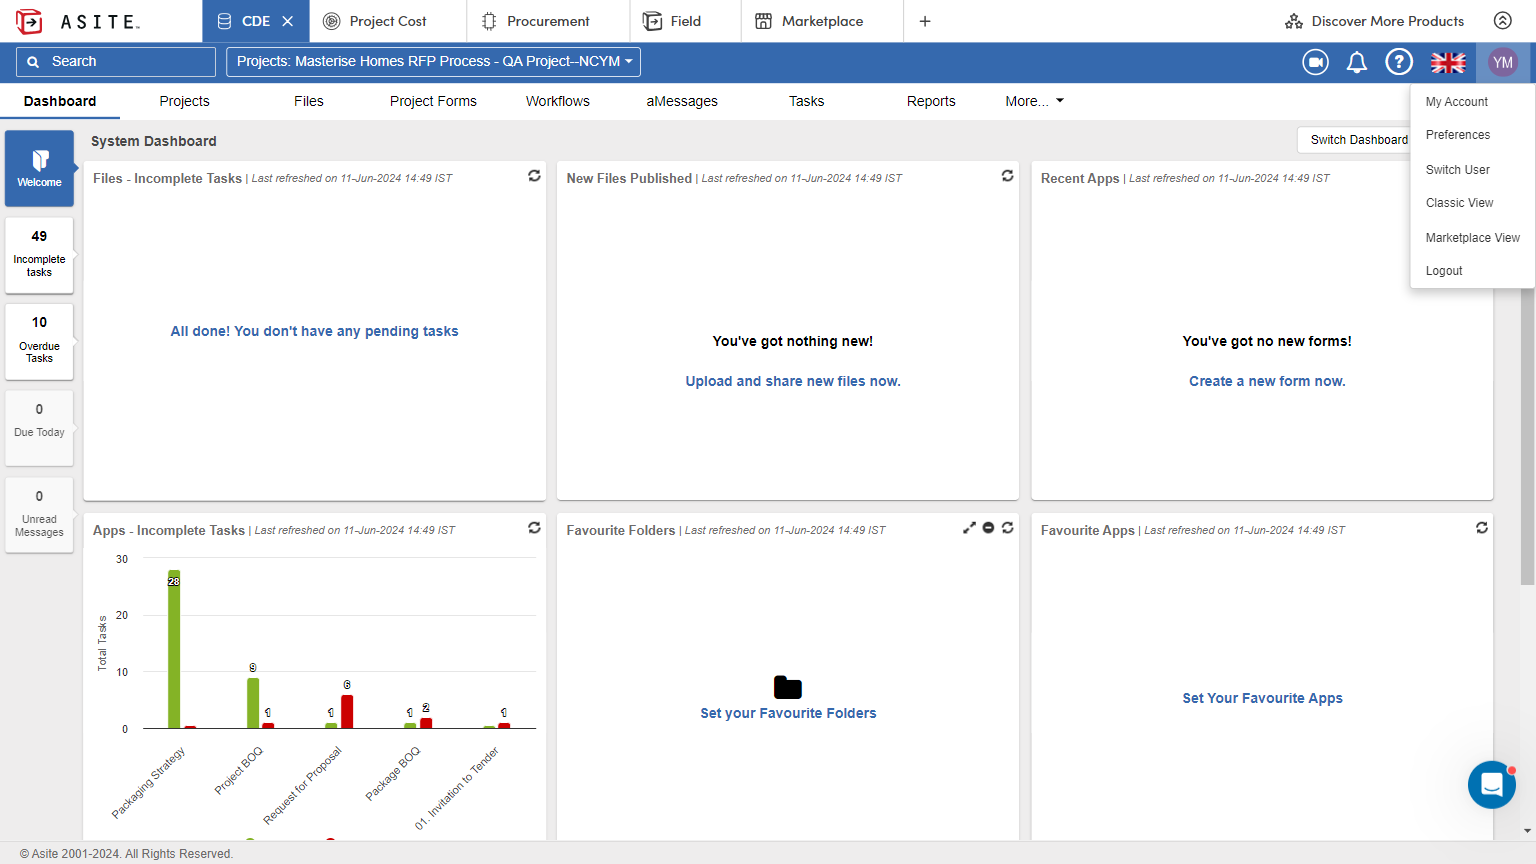 ASITE
CDE
Project Cost
Procurement
Field
Marketplace
Discover More Products
Search
Projects: Masterise Homes RFP Process - QA Project--NCYM
YM
Dashboard
Projects
Files
Project Forms
Workflows
aMessages
Tasks
Reports
More...
My Account
Preferences
Switch User
Classic View
Marketplace View
Logout
System Dashboard
Switch Dashboard
Welcome
49
Incomplete
tasks
10
Overdue
Tasks
0
Due Today
0
Unread
Messages
Files - Incomplete Tasks | Last refreshed on 11-Jun-2024 14:49 IST
All done! You don't have any pending tasks
New Files Published | Last refreshed on 11-Jun-2024 14:49 IST
You've got nothing new!
Upload and share new files now.
Recent Apps | Last refreshed on 11-Jun-2024 14:49 IST
You've got no new forms!
Create a new form now.
Apps - Incomplete Tasks | Last refreshed on 11-Jun-2024 14:49 IST
Total Tasks
30
20
10
0
28
9
1
1
6
1
2
1
Packaging Strategy
Project BOQ
Request for Proposal
Package BOQ
01. Invitation to Tender
Favourite Folders | Last refreshed on 11-Jun-2024 14:49 IST
Set your Favourite Folders
Favourite Apps | Last refreshed on 11-Jun-2024 14:49 IST
Set Your Favourite Apps
© Asite 2001-2024. All Rights Reserved.